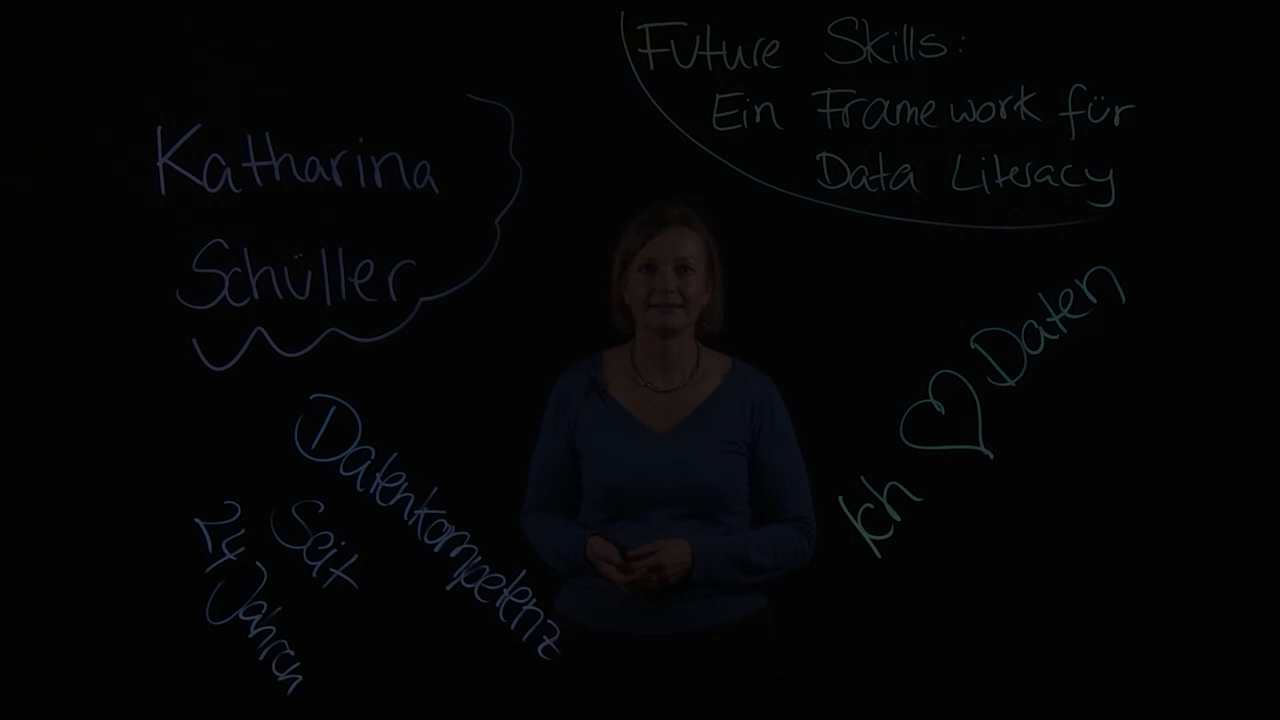 Katharina
Schüller
Future Skills:
Ein Framework für
Data Literacy
Datenkompetenz
Seit
24 Jahren
Ich ♡ Daten